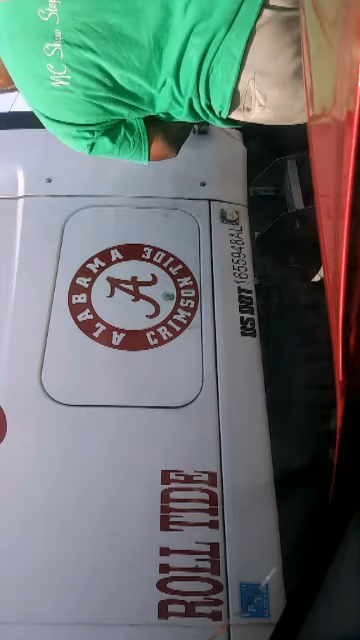 MC Show Stop
ALABAMA
CRIMSON TIDE
A
US DOT 1655948AL
ROLL TIDE